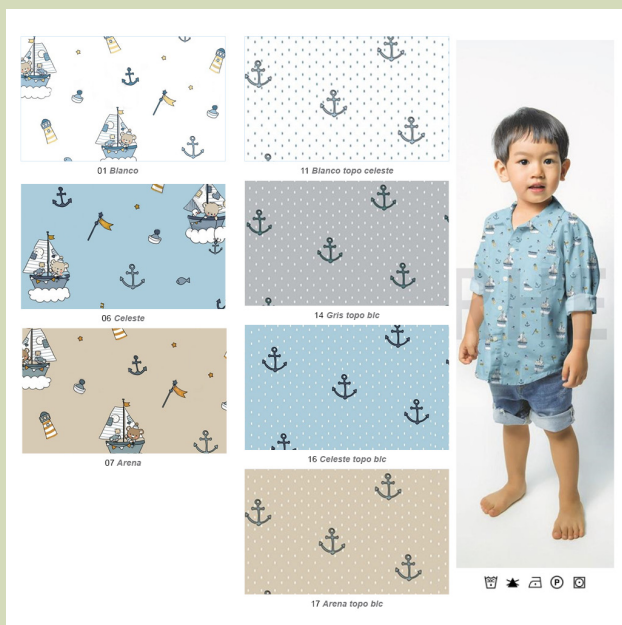 01 Blanco
11 Blanco topo celeste
06 Celeste
14 Gris topo blc
07 Arena
16 Celeste topo blc
17 Arena topo blc
P